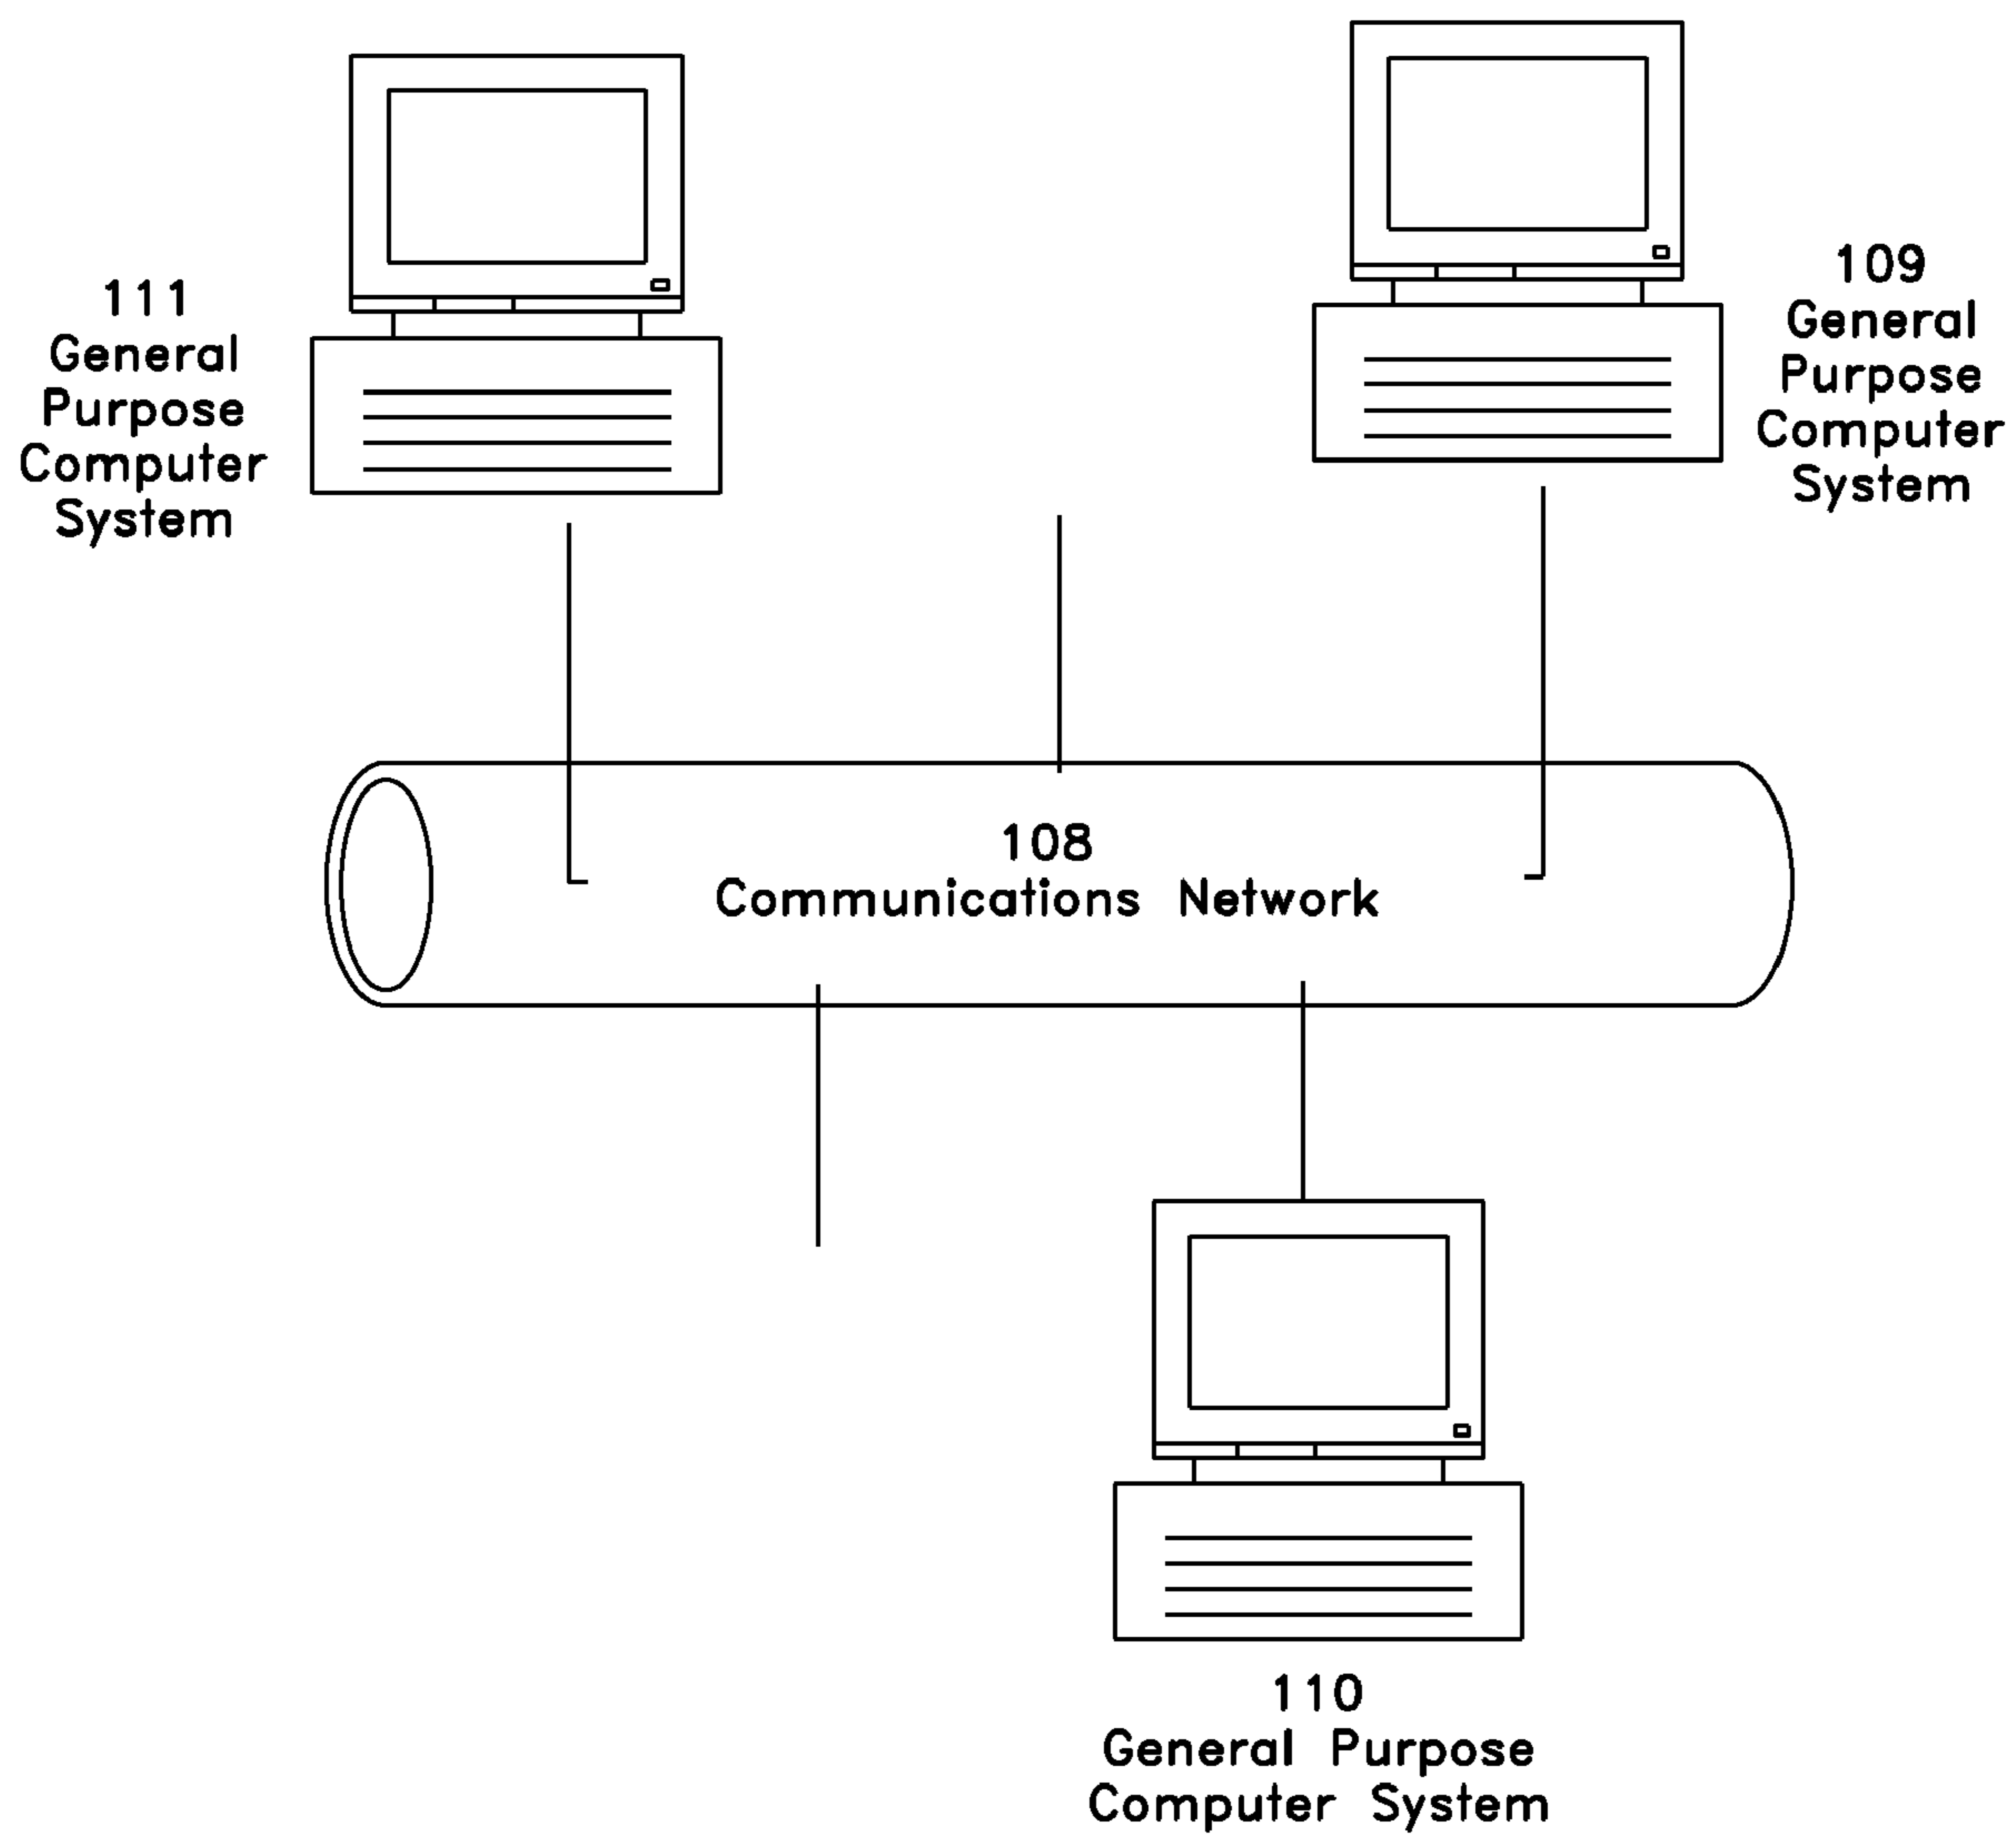 111
General
Purpose
Computer
System
109
General
Purpose
Computer
System
108
Communications Network
110
General Purpose
Computer System